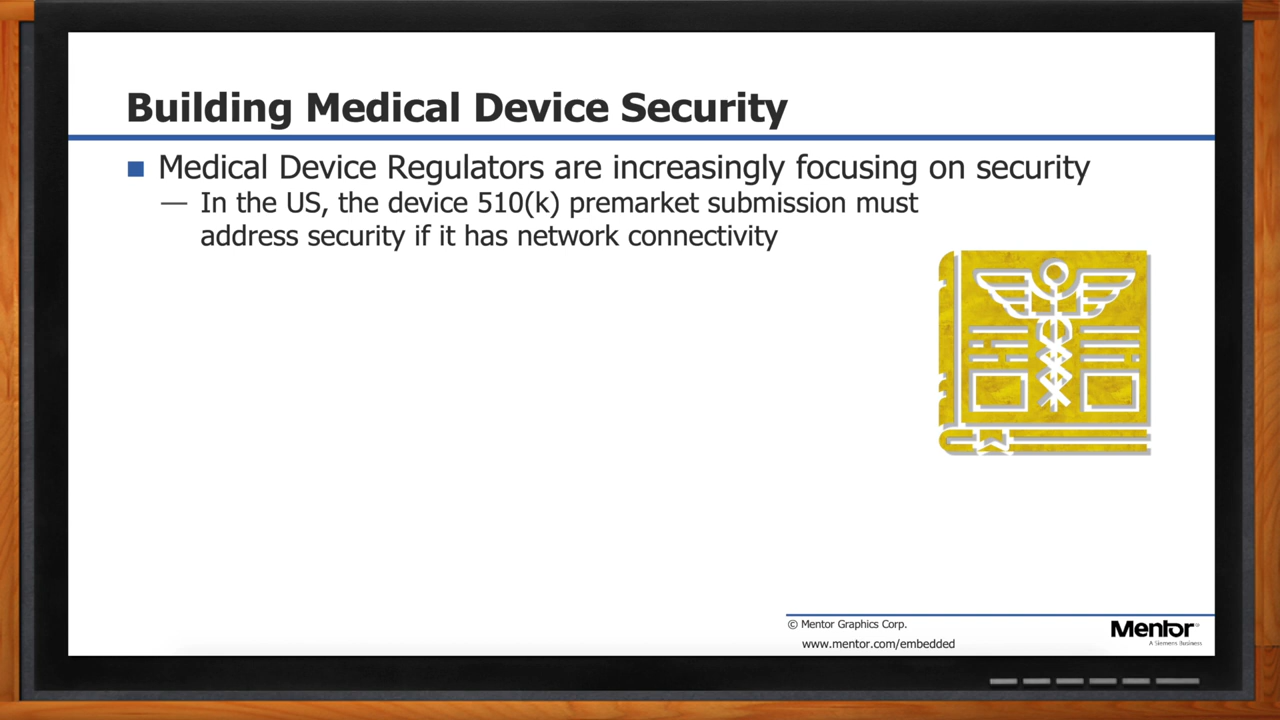 Building Medical Device Security
■ Medical Device Regulators are increasingly focusing on security
— In the US, the device 510(k) premarket submission must
address security if it has network connectivity
© Mentor Graphics Corp.
www.mentor.com/embedded
Mentor
A Siemens Business